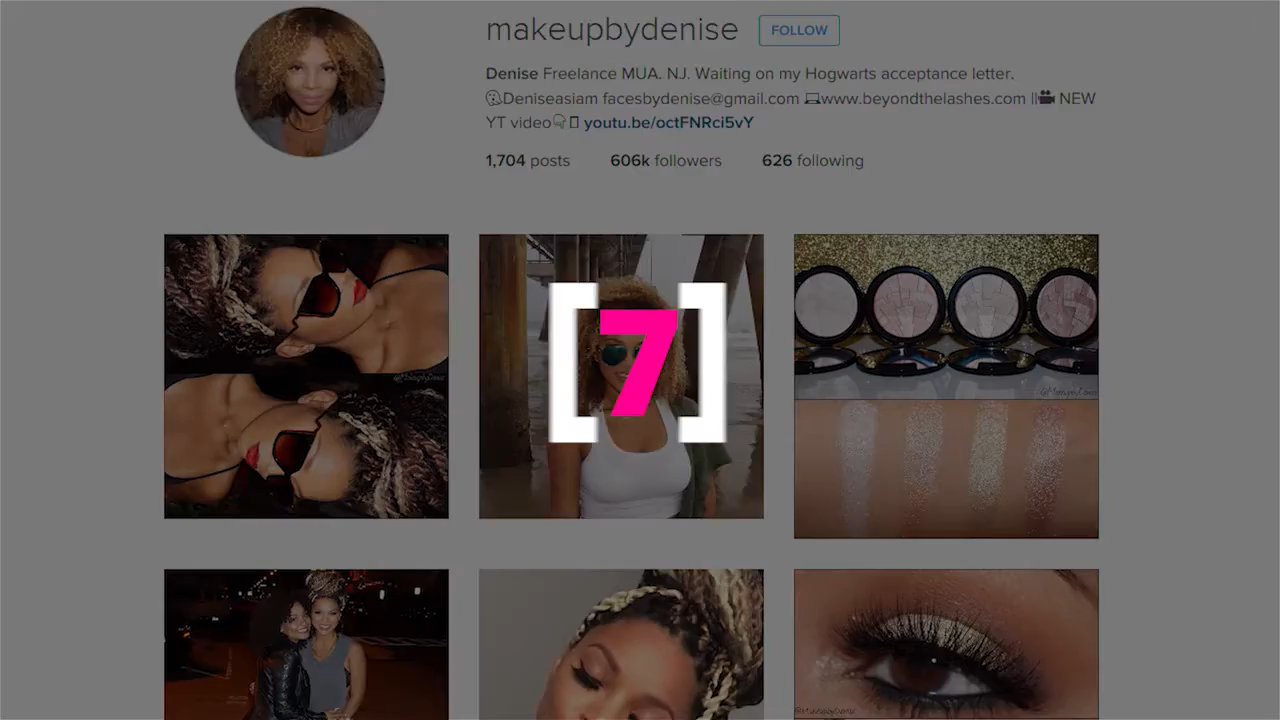 makeupbydenise FOLLOW
Denise Freelance MUA. NJ. Waiting on my Hogwarts acceptance letter.
Deniseasiam facesbydenise@gmail.com www.beyondthelashes.com || NEW
YT video youtu.be/octFNRci5vY
1,704 posts 606k followers 626 following
[7]